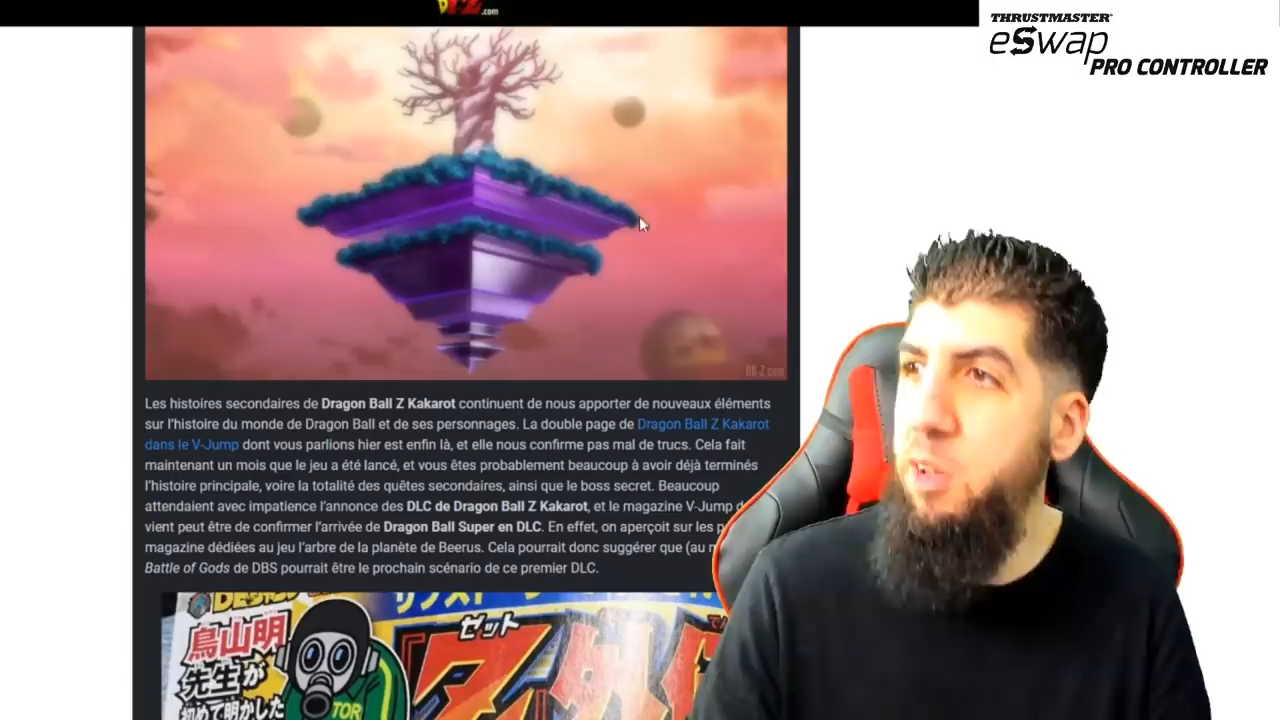 DB-Z.com
THRUSTMASTER
eSwap
PRO CONTROLLER
DB-Z.com
Les histoires secondaires de Dragon Ball Z Kakarot continuent de nous apporter de nouveaux éléments
sur l'histoire du monde de Dragon Ball et de ses personnages. La double page de Dragon Ball Z Kakarot
dans le V-Jump dont vous parlions hier est enfin là, et elle nous confirme pas mal de trucs. Cela fait
maintenant un mois que le jeu a été lancé, et vous êtes probablement beaucoup à avoir déjà terminés
l'histoire principale, voire la totalité des quêtes secondaires, ainsi que le boss secret. Beaucoup
attendaient avec impatience l'annonce des DLC de Dragon Ball Z Kakarot, et le magazine V-Jump
vient peut être de confirmer l'arrivée de Dragon Ball Super en DLC. En effet, on aperçoit sur les
magazine dédiées au jeu l'arbre de la planète de Beerus. Cela pourrait donc suggérer que (au
Battle of Gods de DBS pourrait être le prochain scénario de ce premier DLC.
鳥山明
先生が
初めて明かした
TOR
ゼット
『Z
外